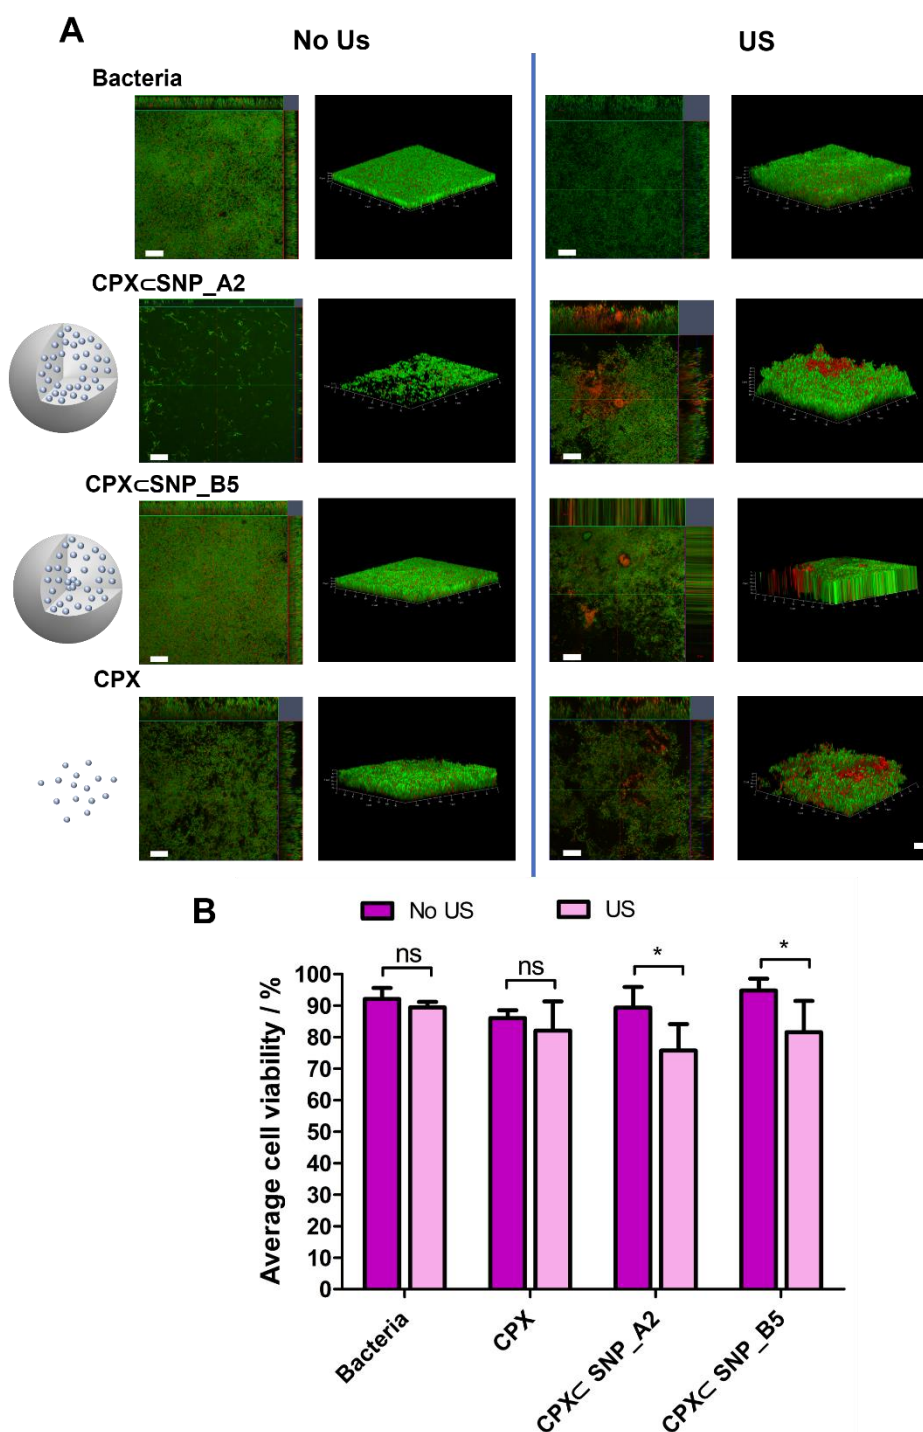 A
No Us
US
Bacteria
CPX⊂SNP_A2
CPX⊂SNP_B5
CPX
B
No US
US
ns
ns
*
*
100
90
80
70
60
50
40
30
20
10
0
Average cell viability / %
Bacteria
CPX
CPX⊂ SNP_A2
CPX⊂ SNP_B5